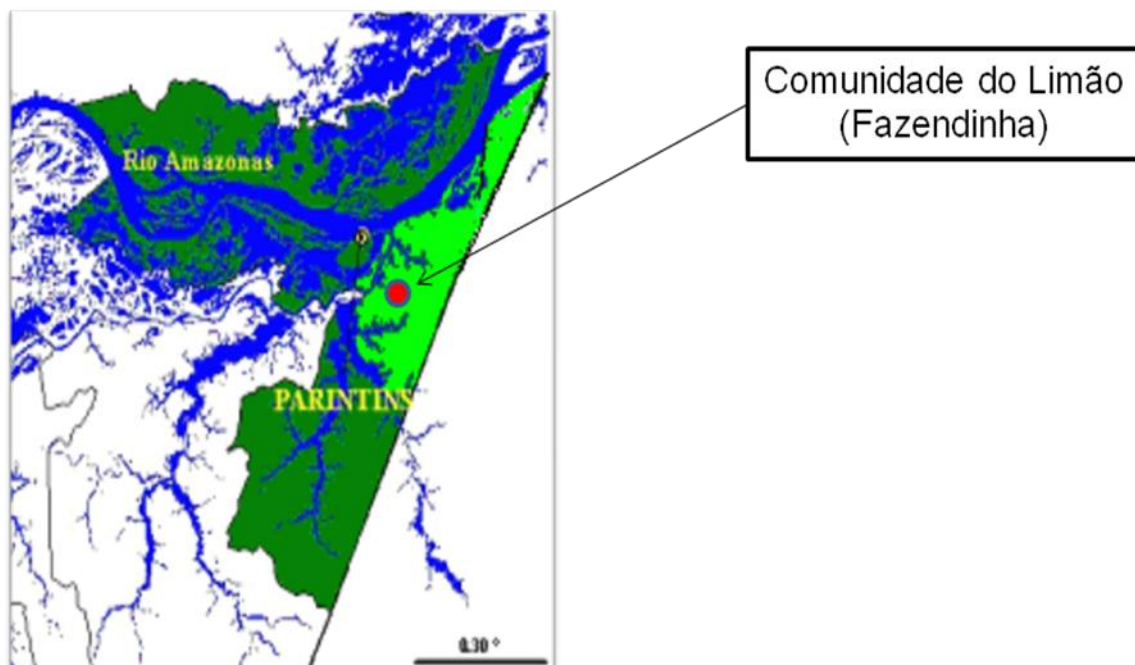 Comunidade do Limão
(Fazendinha)
Rio Amazonas
PARINTINS
0.30 °